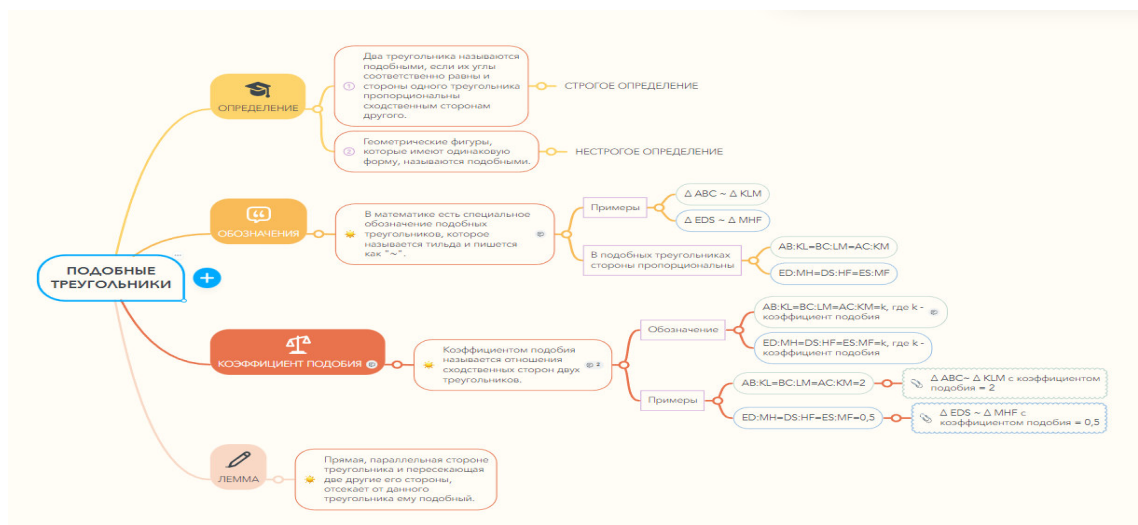 ПОДОБНЫЕ
ТРЕУГОЛЬНИКИ
ОПРЕДЕЛЕНИЕ
1
Два треугольника называются
подобными, если их углы
соответственно равны и
стороны одного треугольника
пропорциональны
сходственным сторонам
другого.
СТРОГОЕ ОПРЕДЕЛЕНИЕ
2
Геометрические фигуры,
которые имеют одинаковую
форму, называются подобными.
НЕСТРОГОЕ ОПРЕДЕЛЕНИЕ
ОБОЗНАЧЕНИЯ
В математике есть специальное
обозначение подобных
треугольников, которое
называется тильда и пишется
как "~".
Примеры
Δ ABC ~ Δ KLM
Δ EDS ~ Δ MHF
В подобных треугольниках
стороны пропорциональны
AB:KL=BC:LM=AC:KM
ED:MH=DS:HF=ES:MF
КОЭФФИЦИЕНТ ПОДОБИЯ
Коэффициентом подобия
называется отношения
сходственных сторон двух
треугольников.
2
Обозначение
AB:KL=BC:LM=AC:KM=k, где k -
коэффициент подобия
ED:MH=DS:HF=ES:MF=k, где k -
коэффициент подобия
Примеры
AB:KL=BC:LM=AC:KM=2
Δ ABC~ Δ KLM с коэффициентом
подобия = 2
ED:MH=DS:HF=ES:MF=0,5
Δ EDS ~ Δ MHF с
коэффициентом подобия = 0,5
ЛЕММА
Прямая, параллельная стороне
треугольника и пересекающая
две другие его стороны,
отсекает от данного
треугольника ему подобный.